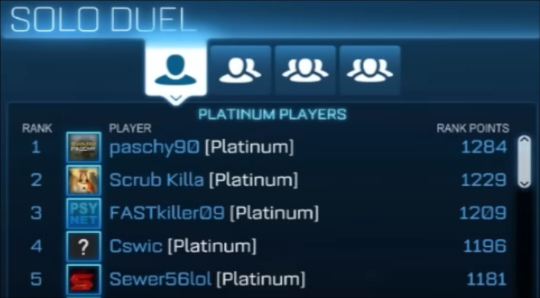 SOLO DUEL
PLATINUM PLAYERS
RANK PLAYER RANK POINTS
1 paschy90 [Platinum] 1284
2 Scrub Killa [Platinum] 1229
3 PSY NET FASTkiller09 [Platinum] 1209
4 ? Cswic [Platinum] 1196
5 S Sewer56lol [Platinum] 1181